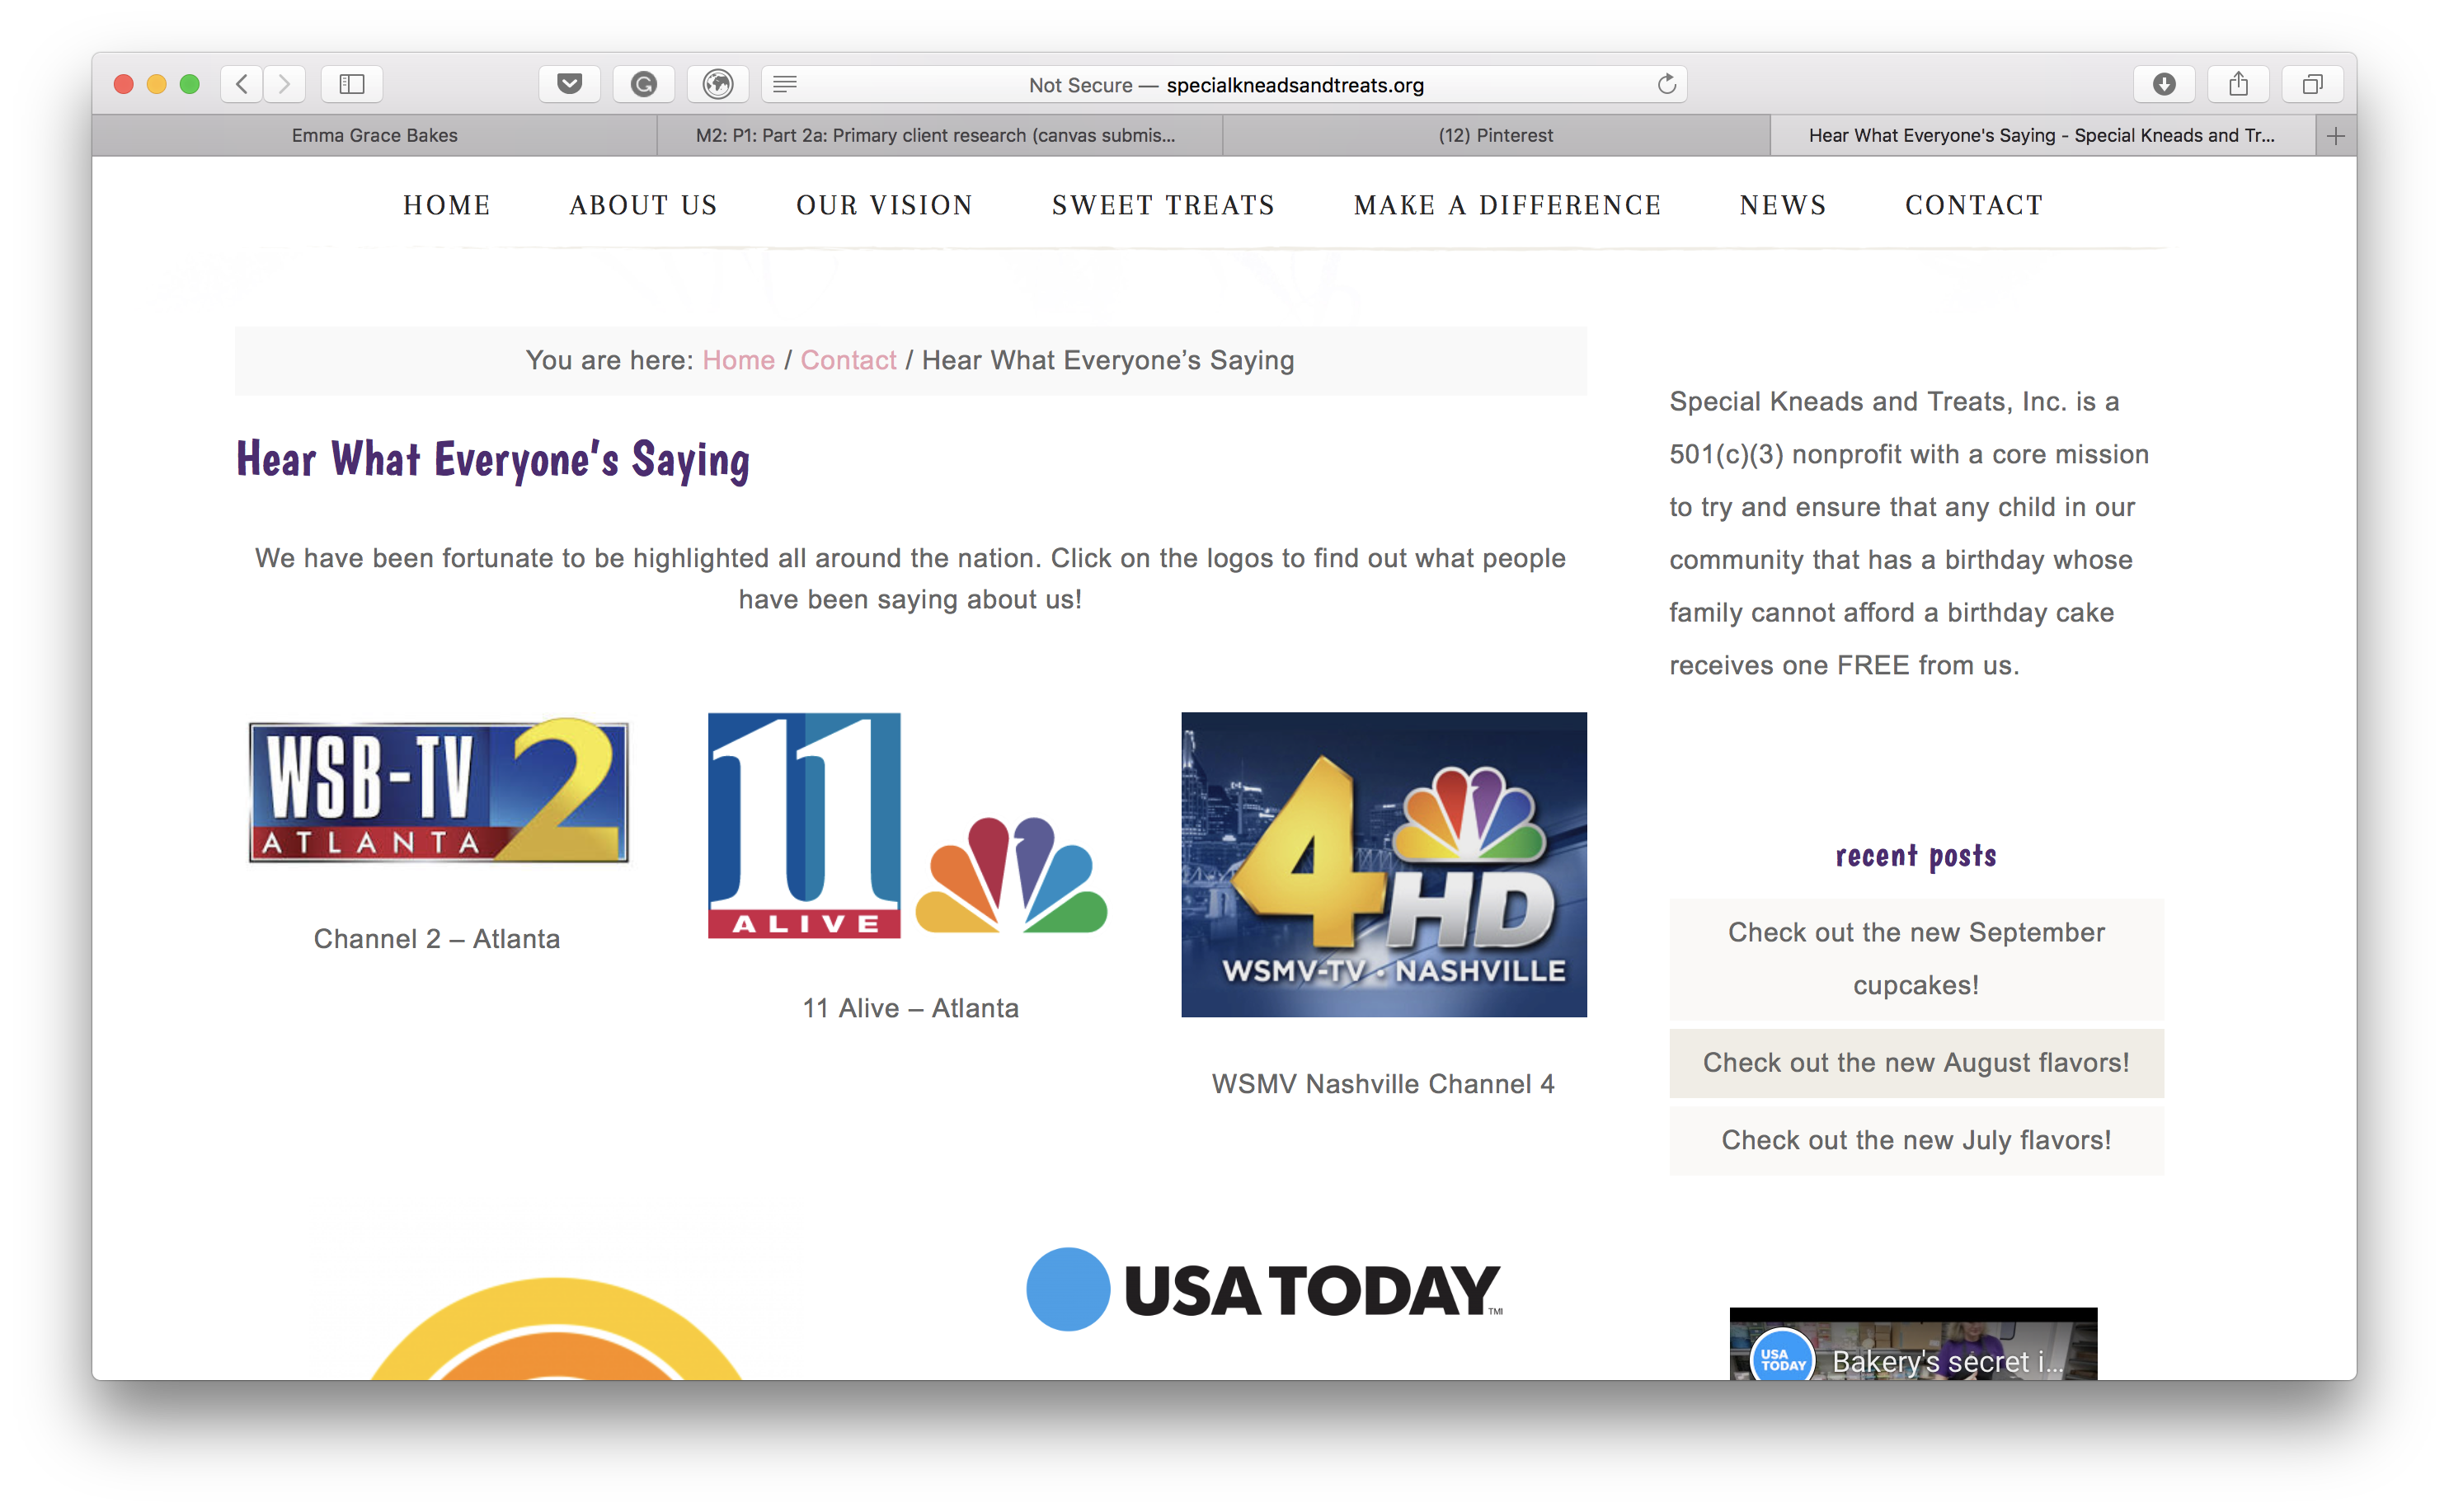 Not Secure — specialkneadsandtreats.org
Emma Grace Bakes
M2: P1: Part 2a: Primary client research (canvas submis...
(12) Pinterest
Hear What Everyone's Saying - Special Kneads and Tr...
HOME
ABOUT US
OUR VISION
SWEET TREATS
MAKE A DIFFERENCE
NEWS
CONTACT
You are here: Home / Contact / Hear What Everyone’s Saying
Hear What Everyone's Saying
We have been fortunate to be highlighted all around the nation. Click on the logos to find out what people
have been saying about us!
WSB-TV 2
ATLANTA
Channel 2 – Atlanta
11
ALIVE
11 Alive – Atlanta
4
HD
WSMV-TV • NASHVILLE
WSMV Nashville Channel 4
USA TODAY™
Special Kneads and Treats, Inc. is a
501(c)(3) nonprofit with a core mission
to try and ensure that any child in our
community that has a birthday whose
family cannot afford a birthday cake
receives one FREE from us.
recent posts
Check out the new September
cupcakes!
Check out the new August flavors!
Check out the new July flavors!
USA
TODAY
Bakery's secret i...